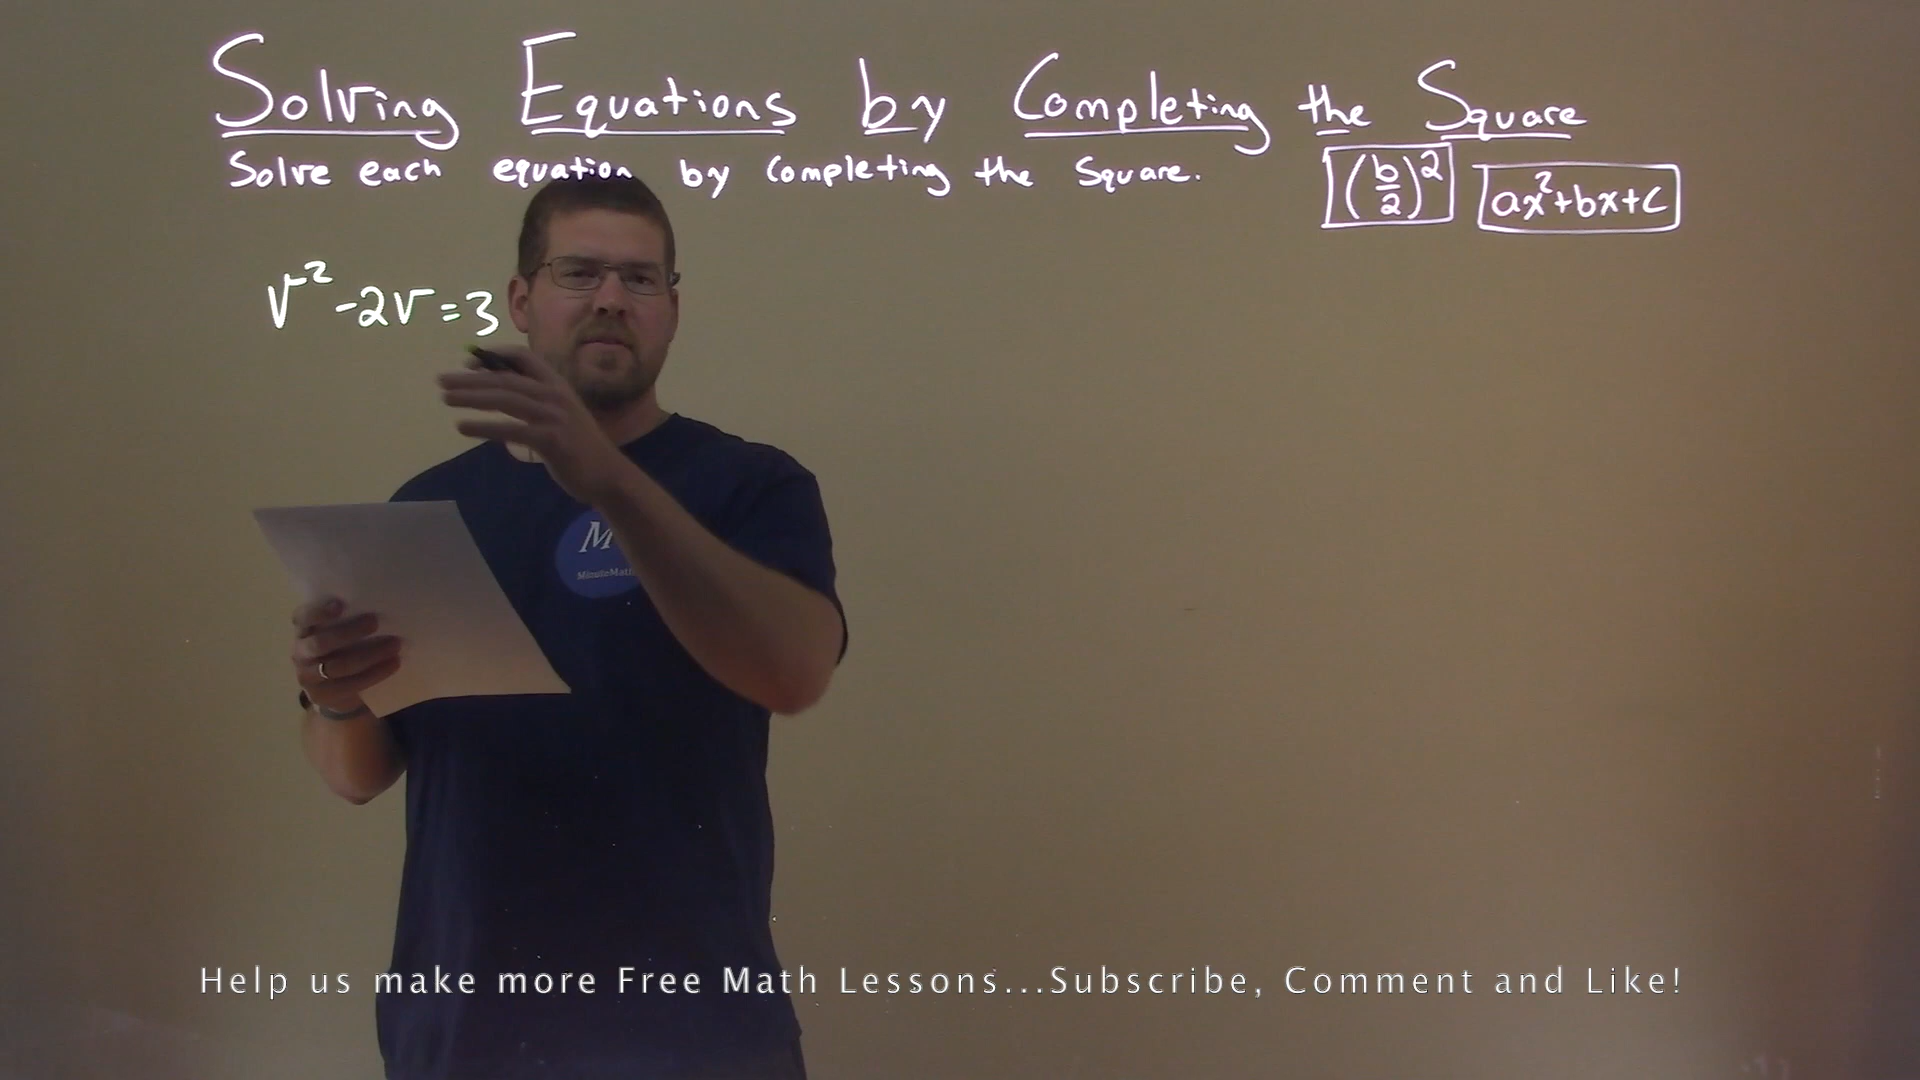 Solving Equations by Completing the Square
Solve each equation by completing the Square.
(b/2)²
ax²+bx+c
v²-2v=3
M
MinuteMath
Help us make more Free Math Lessons...Subscribe, Comment and Like!